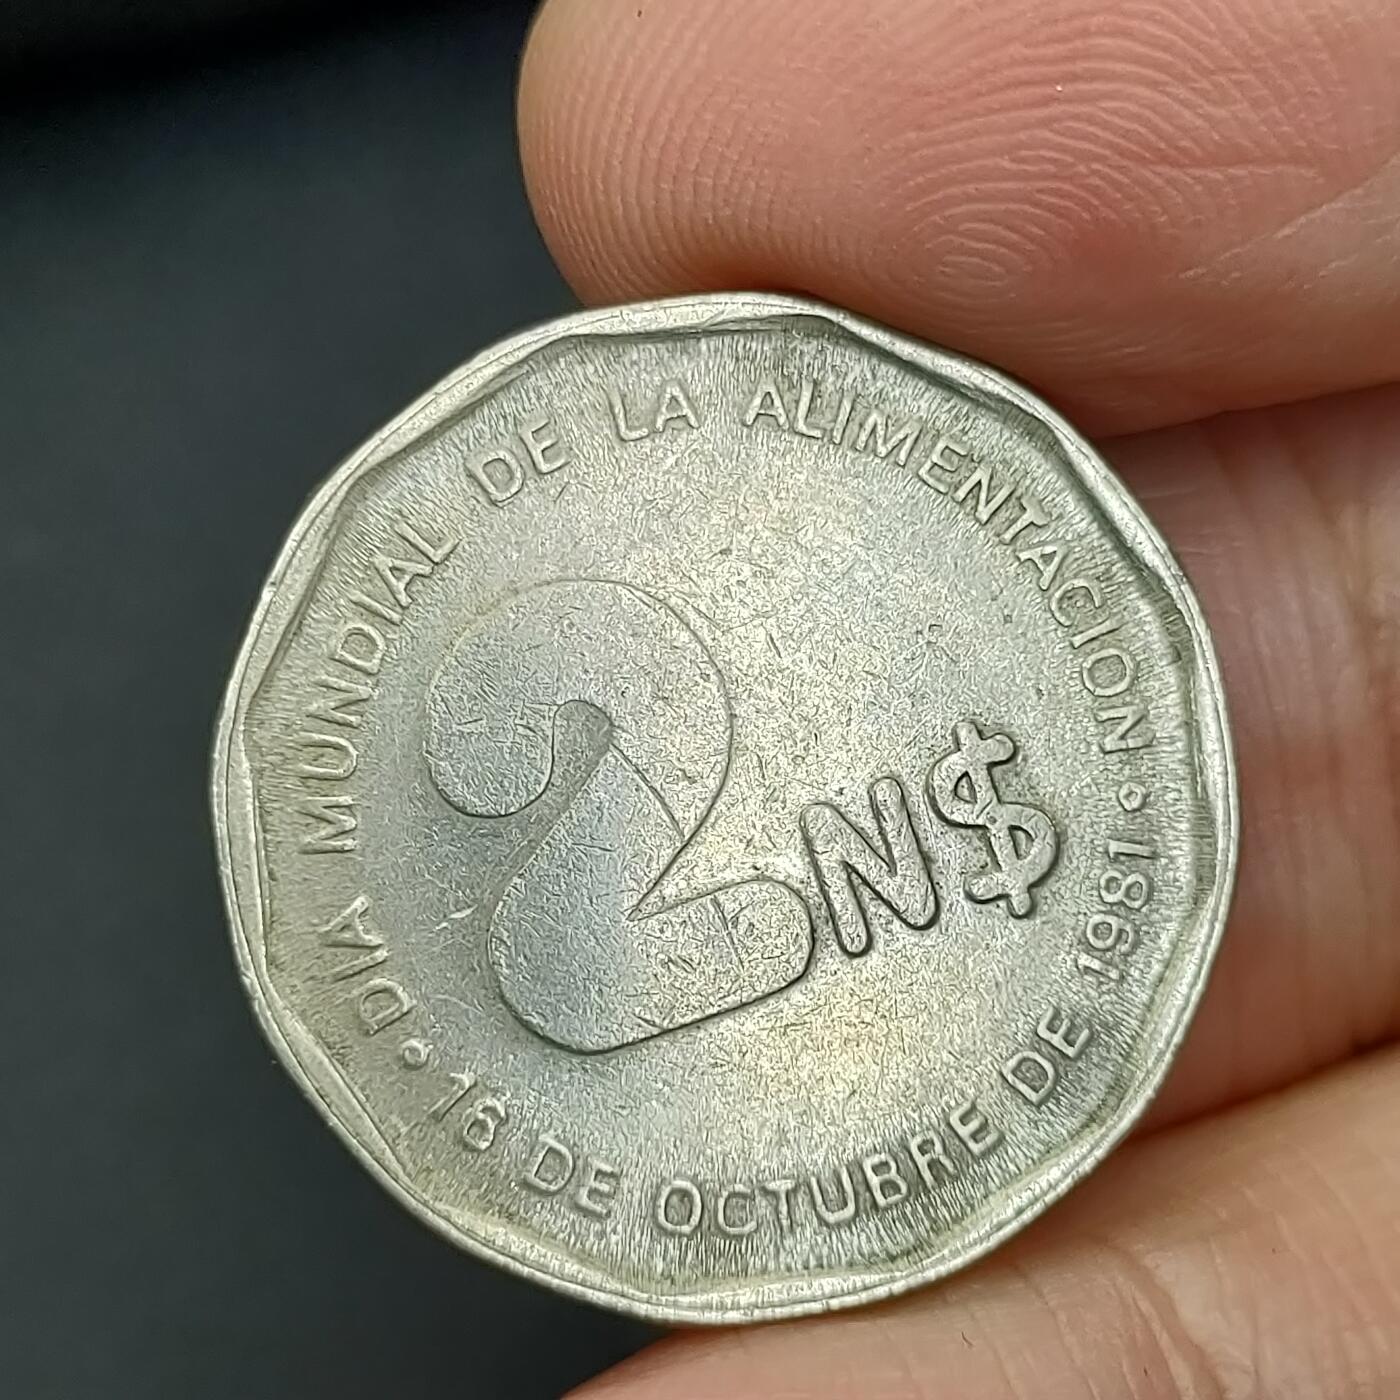 DIA MUNDIAL DE LA ALIMENTACION
16 DE OCTUBRE DE 1981
2 N$